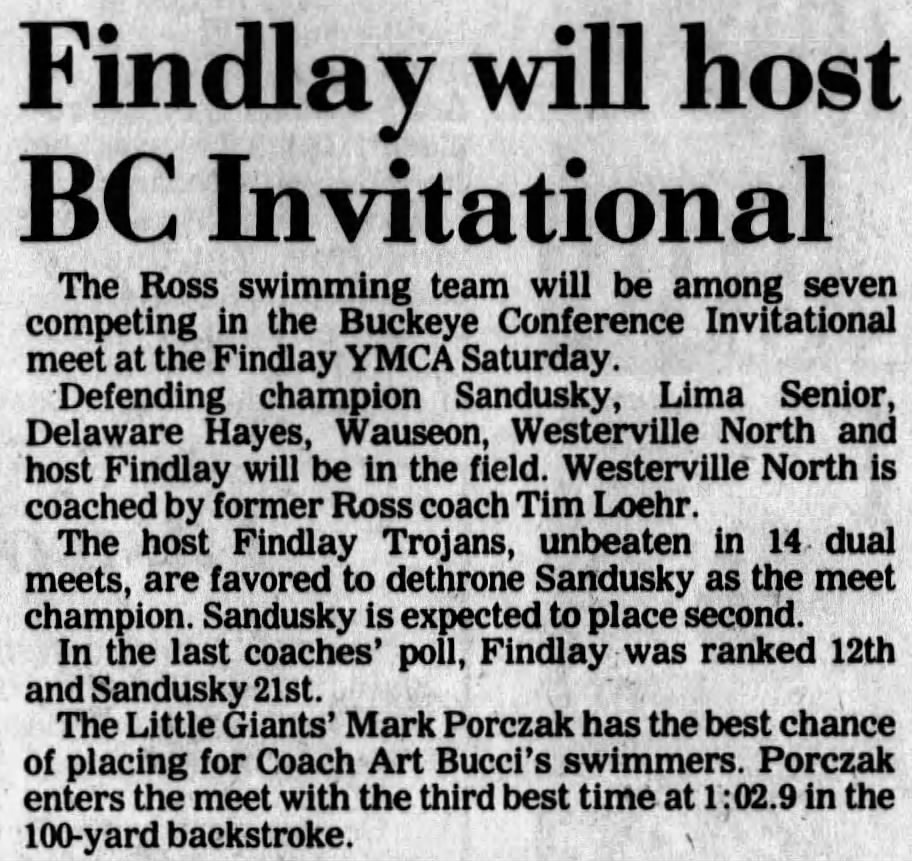 Findlay will host
BC Invitational
The Ross swimming team will be among seven
competing in the Buckeye Conference Invitational
meet at the Findlay YMCA Saturday.
Defending champion Sandusky, Lima Senior,
Delaware Hayes, Wauseon, Westerville North and
host Findlay will be in the field. Westerville North is
coached by former Ross coach Tim Loehr.
The host Findlay Trojans, unbeaten in 14 dual
meets, are favored to dethrone Sandusky as the meet
champion. Sandusky is expected to place second.
In the last coaches' poll, Findlay was ranked 12th
and Sandusky 21st.
The Little Giants' Mark Porczak has the best chance
of placing for Coach Art Bucci's swimmers. Porczak
enters the meet with the third best time at 1:02.9 in the
100-yard backstroke.